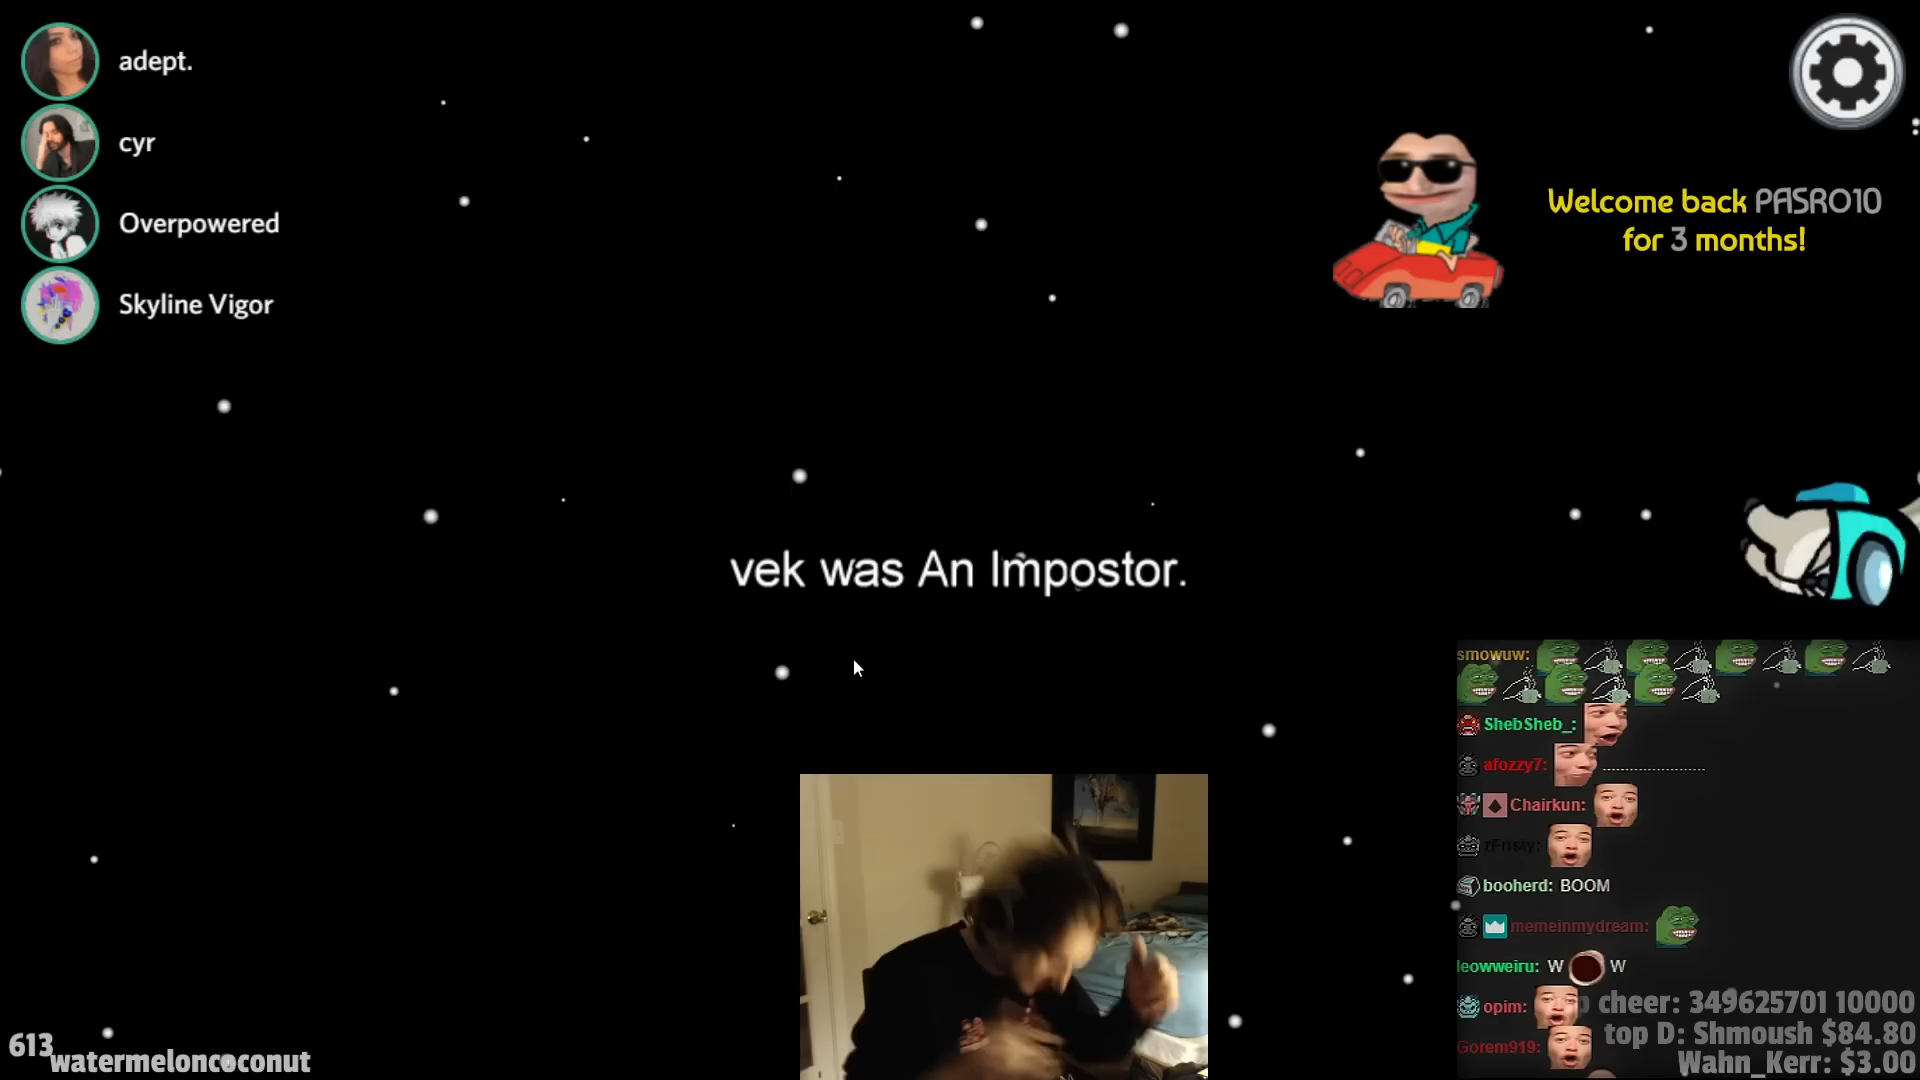 adept.
cyr
Overpowered
Skyline Vigor
Welcome back PASRO10
for 3 months!
vek was An Impostor.
smowuw:
ShebSheb_:
afozzy7: ......................
Chairkun:
zFristy:
booherd: BOOM
memeinmydream:
leowweiru: W W
opim:
Gorem919:
cheer: 349625701 10000
top D: Shmoush $84.80
Wahn_Kerr: $3.00
613
watermeloncoconut